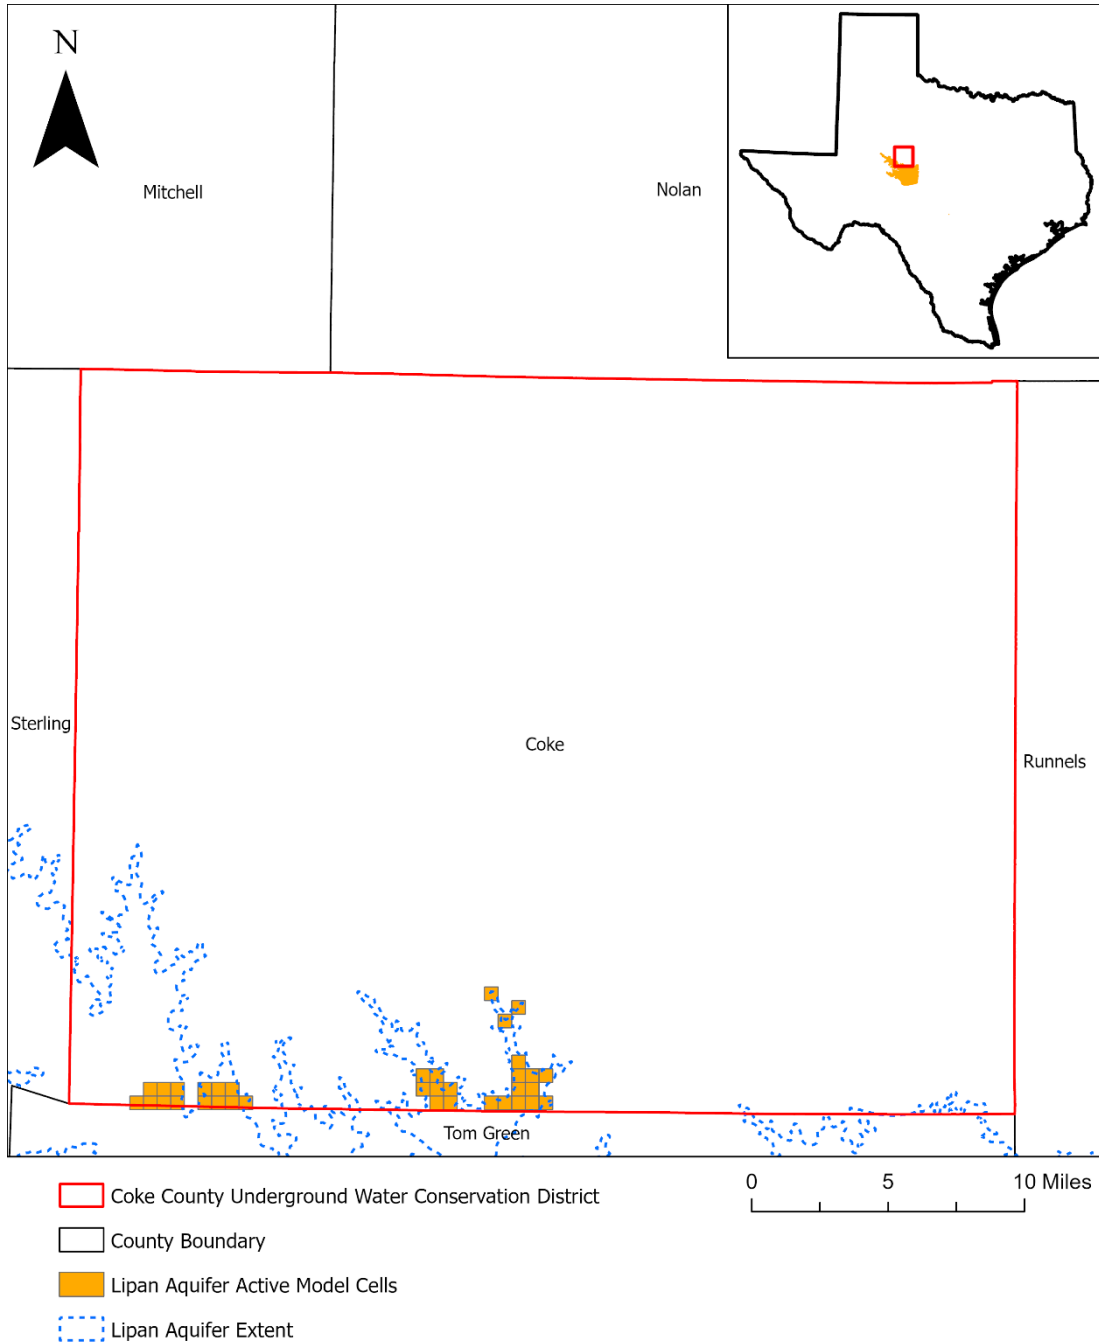 N
Mitchell
Nolan
Sterling
Coke
Runnels
Tom Green
0 5 10 Miles
Coke County Underground Water Conservation District
County Boundary
Lipan Aquifer Active Model Cells
Lipan Aquifer Extent